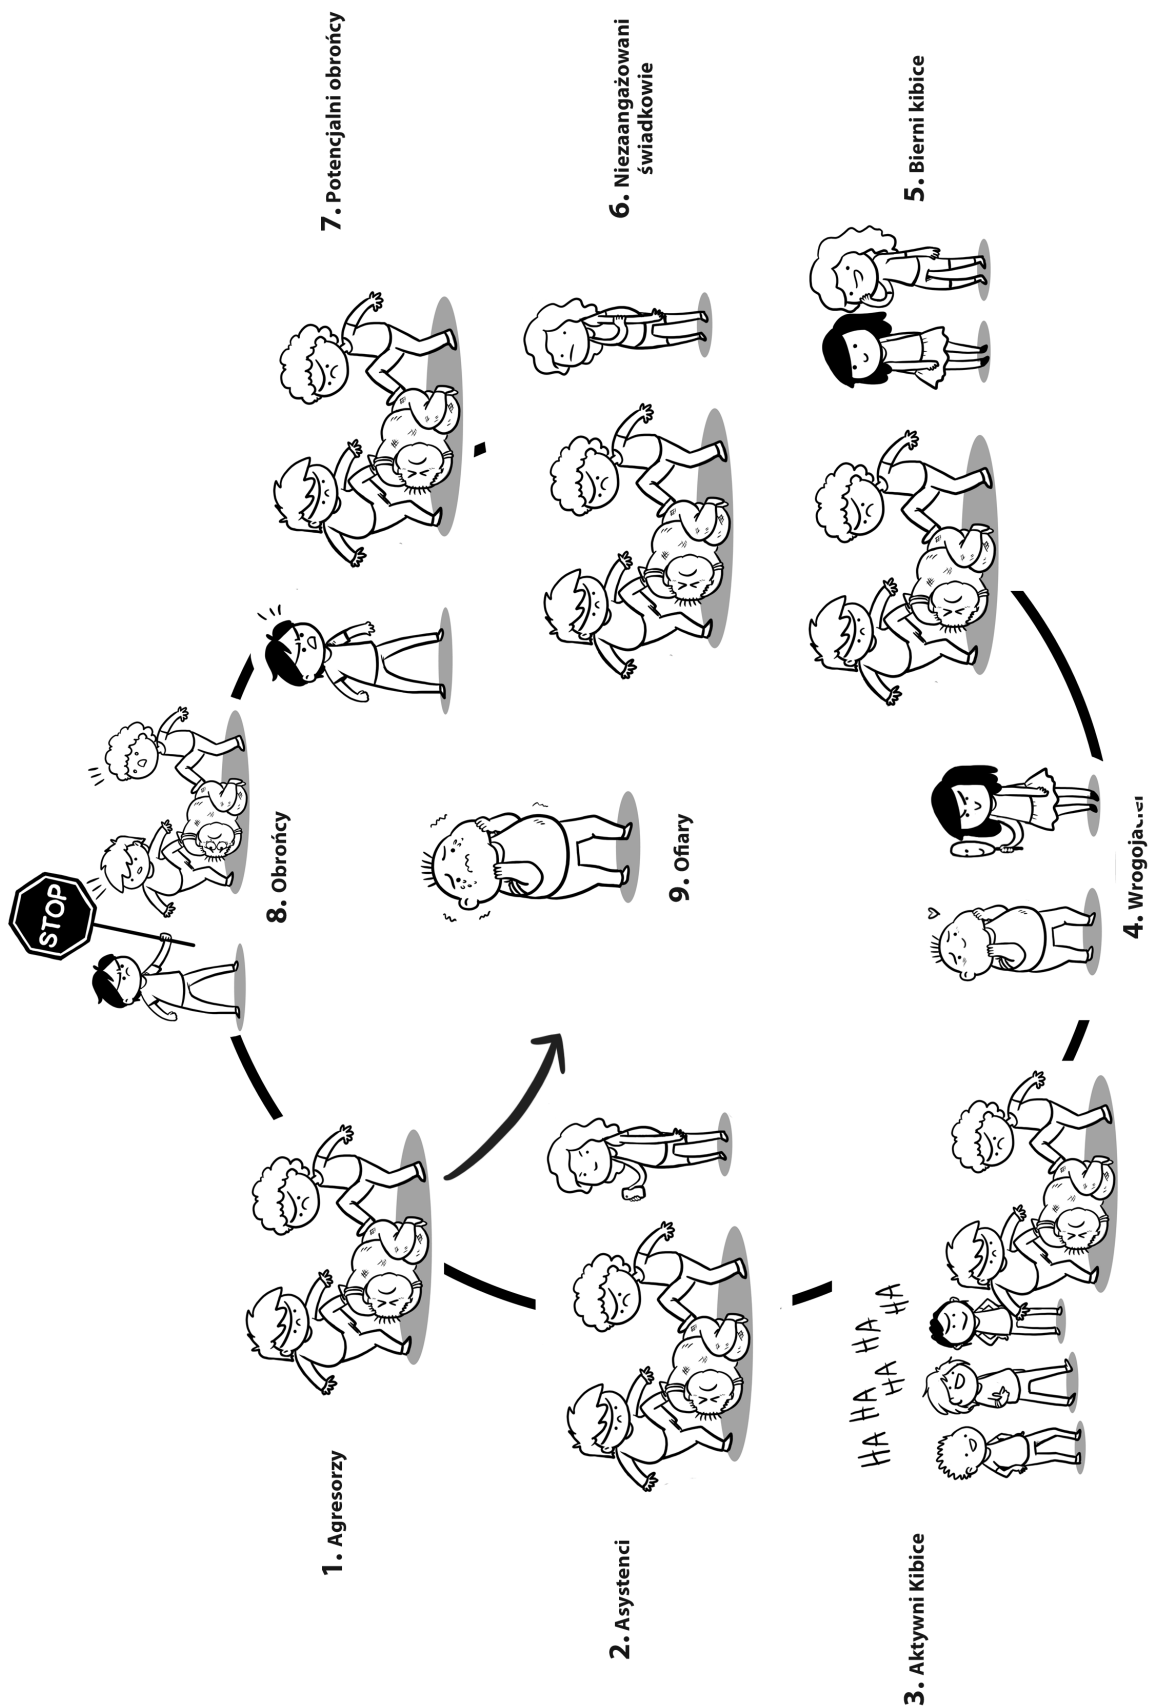 STOP
8. Obrońcy
1. Agresorzy
7. Potencjalni obrońcy
2. Asystenci
9. Ofiary
6. Niezaangażowani
świadkowie
HA HA HA
HA HA
3. Aktywni Kibice
5. Bierni kibice
4.